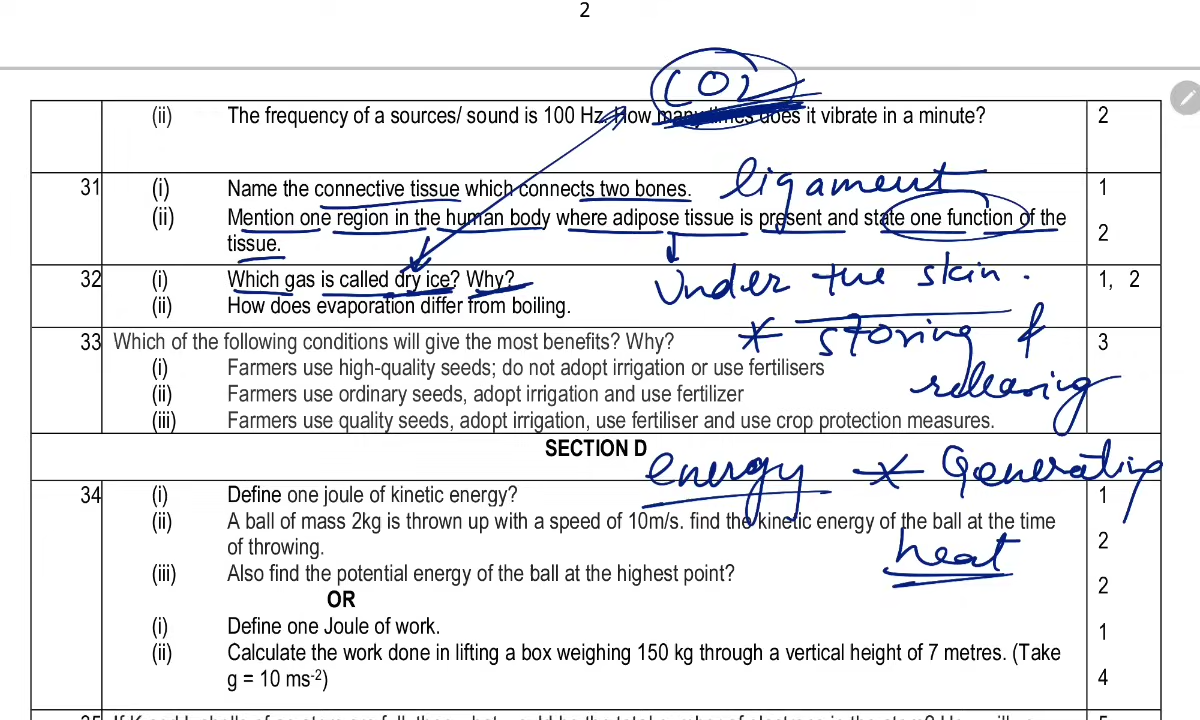 2
CO2
(ii) The frequency of a sources/ sound is 100 Hz. How many times does it vibrate in a minute? 2
31 (i) Name the connective tissue which connects two bones. ligament 1
(ii) Mention one region in the human body where adipose tissue is present and state one function of the 2
tissue.
32 (i) Which gas is called dry ice? Why? Under the skin. 1, 2
(ii) How does evaporation differ from boiling.
33 Which of the following conditions will give the most benefits? Why? * storing & 3
(i) Farmers use high-quality seeds; do not adopt irrigation or use fertilisers
(ii) Farmers use ordinary seeds, adopt irrigation and use fertilizer releasing
(iii) Farmers use quality seeds, adopt irrigation, use fertiliser and use crop protection measures.
SECTION D
energy * Generating
34 (i) Define one joule of kinetic energy? 1
(ii) A ball of mass 2kg is thrown up with a speed of 10m/s. find the kinetic energy of the ball at the time 2
of throwing. heat
(iii) Also find the potential energy of the ball at the highest point? 2
OR
(i) Define one Joule of work. 1
(ii) Calculate the work done in lifting a box weighing 150 kg through a vertical height of 7 metres. (Take 4
g = 10 ms-2)